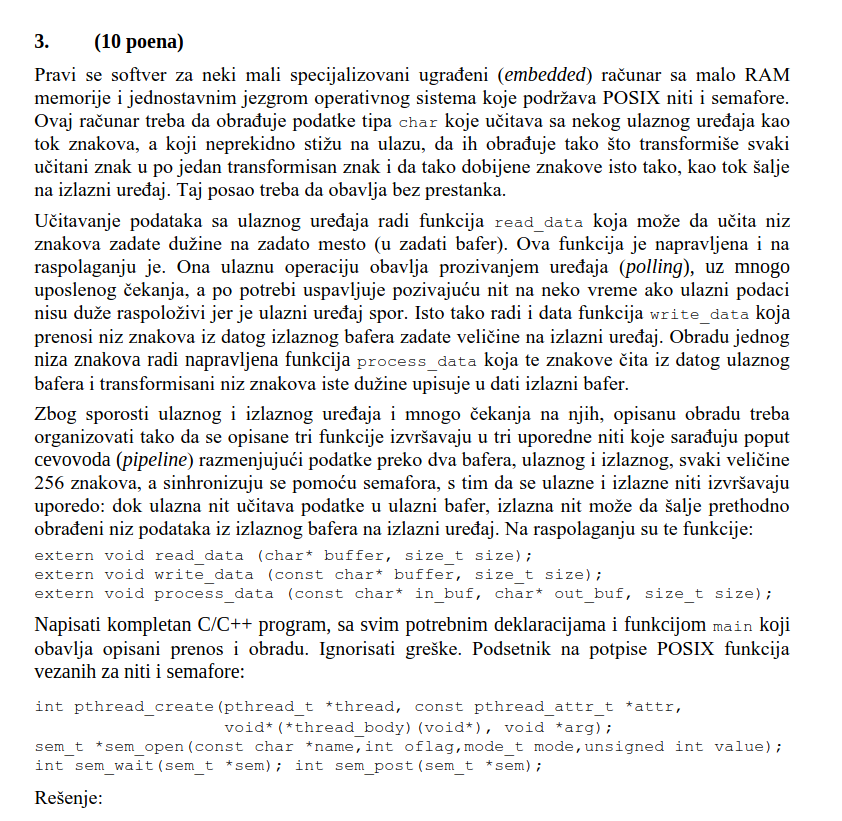 3. (10 poena)
Pravi se softver za neki mali specijalizovani ugrađeni (embedded) računar sa malo RAM
memorije i jednostavnim jezgrom operativnog sistema koje podržava POSIX niti i semafore.
Ovaj računar treba da obrađuje podatke tipa char koje učitava sa nekog ulaznog uređaja kao
tok znakova, a koji neprekidno stižu na ulazu, da ih obrađuje tako što transformiše svaki
učitani znak u po jedan transformisan znak i da tako dobijene znakove isto tako, kao tok šalje
na izlazni uređaj. Taj posao treba da obavlja bez prestanka.
Učitavanje podataka sa ulaznog uređaja radi funkcija read_data koja može da učita niz
znakova zadate dužine na zadato mesto (u zadati bafer). Ova funkcija je napravljena i na
raspolaganju je. Ona ulaznu operaciju obavlja prozivanjem uređaja (polling), uz mnogo
uposlenog čekanja, a po potrebi uspavljuje pozivajuću nit na neko vreme ako ulazni podaci
nisu duže raspoloživi jer je ulazni uređaj spor. Isto tako radi i data funkcija write_data koja
prenosi niz znakova iz datog izlaznog bafera zadate veličine na izlazni uređaj. Obradu jednog
niza znakova radi napravljena funkcija process_data koja te znakove čita iz datog ulaznog
bafera i transformisani niz znakova iste dužine upisuje u dati izlazni bafer.
Zbog sporosti ulaznog i izlaznog uređaja i mnogo čekanja na njih, opisanu obradu treba
organizovati tako da se opisane tri funkcije izvršavaju u tri uporedne niti koje sarađuju poput
cevovoda (pipeline) razmenjujući podatke preko dva bafera, ulaznog i izlaznog, svaki veličine
256 znakova, a sinhronizuju se pomoću semafora, s tim da se ulazne i izlazne niti izvršavaju
uporedo: dok ulazna nit učitava podatke u ulazni bafer, izlazna nit može da šalje prethodno
obrađeni niz podataka iz izlaznog bafera na izlazni uređaj. Na raspolaganju su te funkcije:
extern void read_data (char* buffer, size_t size);
extern void write_data (const char* buffer, size_t size);
extern void process_data (const char* in_buf, char* out_buf, size_t size);
Napisati kompletan C/C++ program, sa svim potrebnim deklaracijama i funkcijom main koji
obavlja opisani prenos i obradu. Ignorisati greške. Podsetnik na potpise POSIX funkcija
vezanih za niti i semafore:
int pthread_create(pthread_t *thread, const pthread_attr_t *attr,
void*(*thread_body)(void*), void *arg);
sem_t *sem_open(const char *name,int oflag,mode_t mode,unsigned int value);
int sem_wait(sem_t *sem); int sem_post(sem_t *sem);
Rešenje: